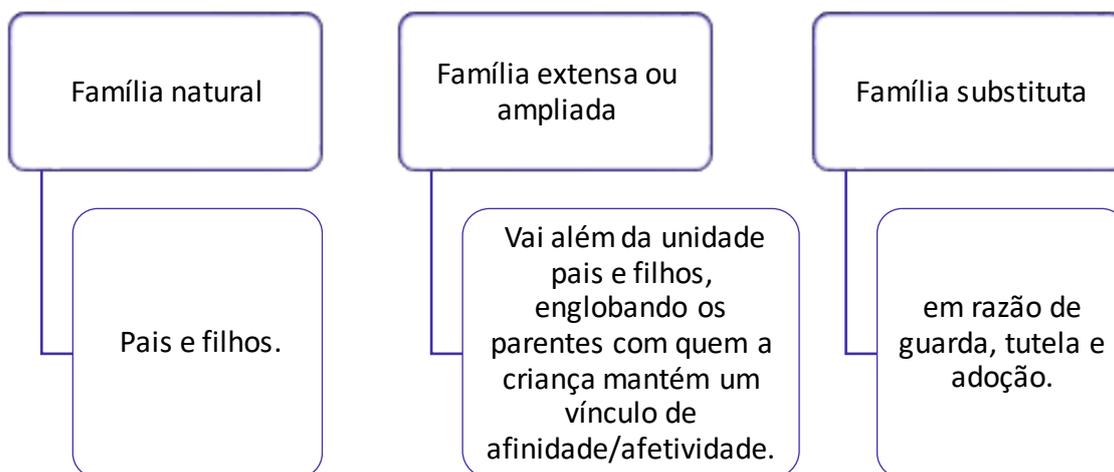 Família natural
Pais e filhos.
Família extensa ou
ampliada
Vai além da unidade
pais e filhos,
englobando os
parentes com quem a
criança mantém um
vínculo de
afinidade/afetividade.
Família substituta
em razão de
guarda, tutela e
adoção.